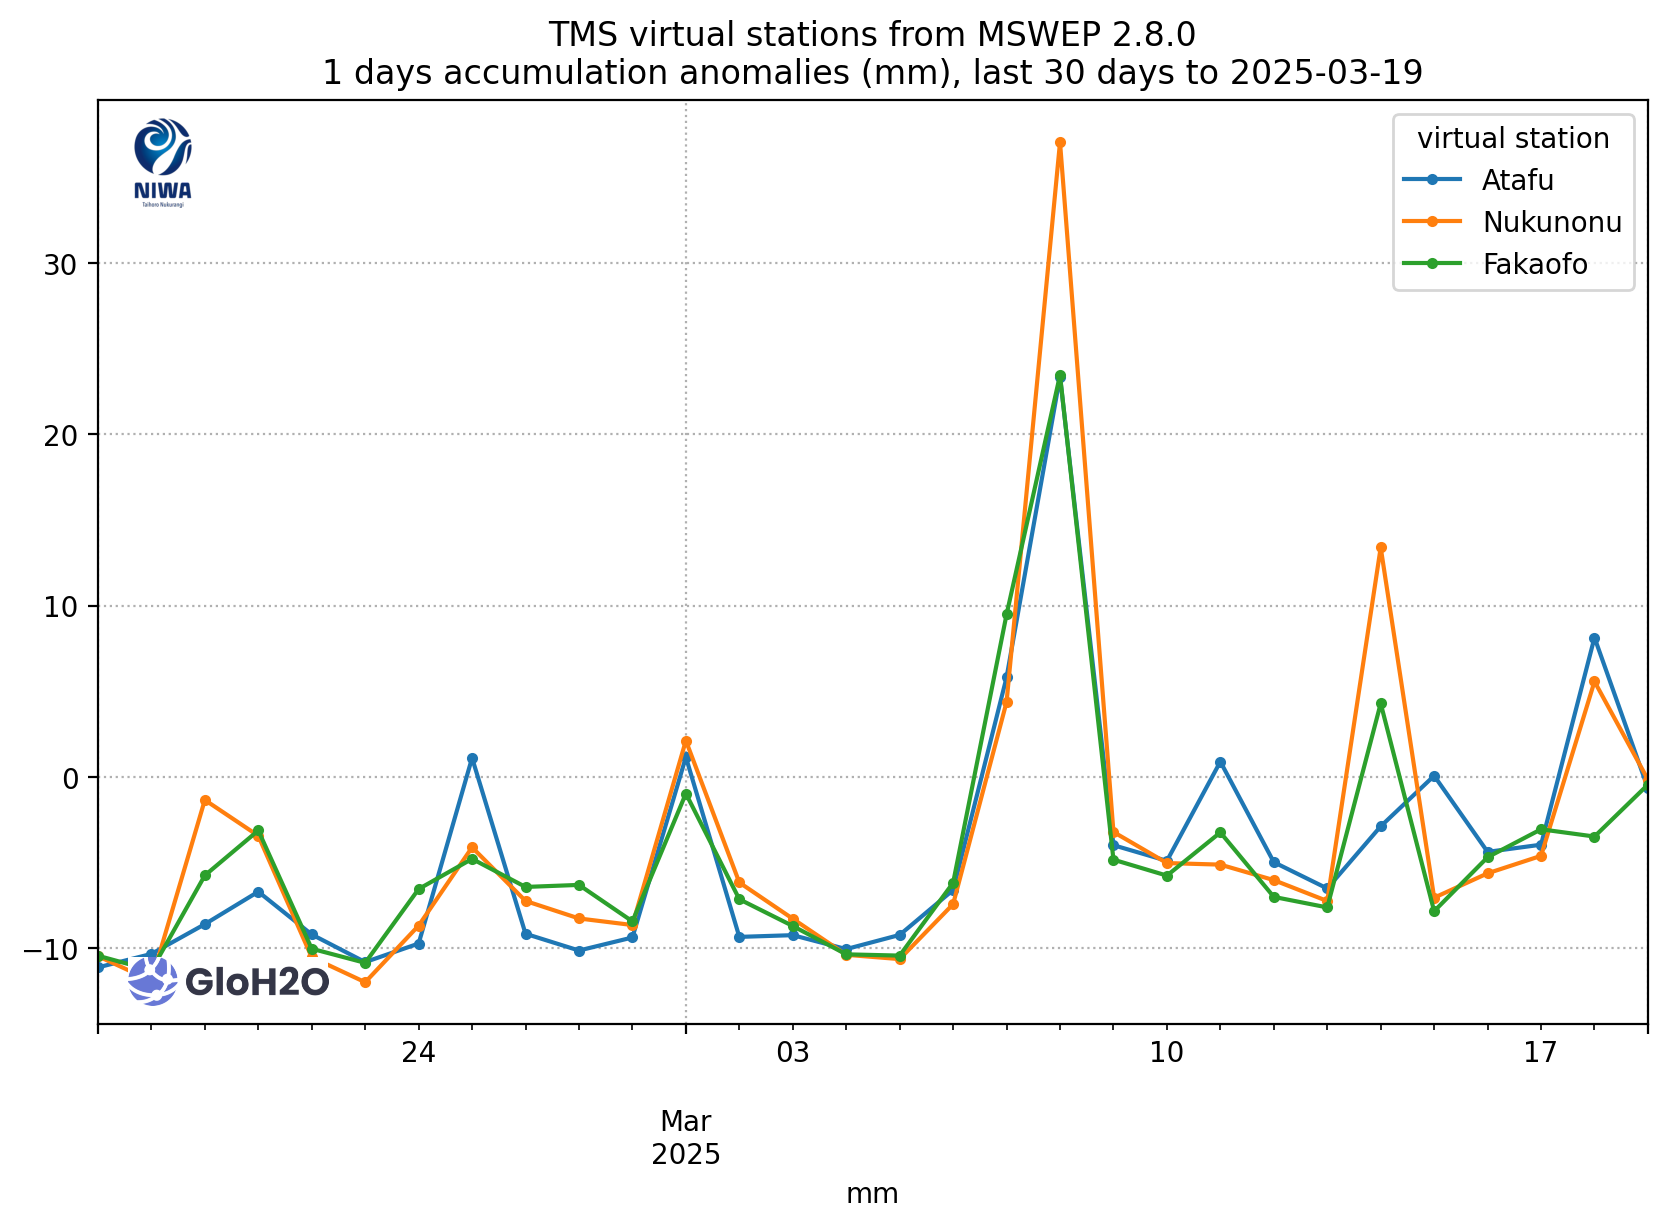 TMS virtual stations from MSWEP 2.8.0
1 days accumulation anomalies (mm), last 30 days to 2025-03-19
NIWA
Taihoro Nukurangi
virtual station
Atafu
Nukunonu
Fakaofo
30
20
10
0
−10
GloH2O
24
03
10
17
Mar
2025
mm